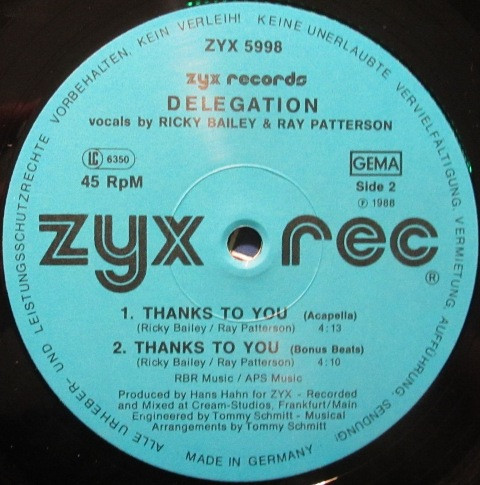 ALLE URHEBER- UND LEISTUNGSSCHUTZRECHTE VORBEHALTEN. KEIN VERLEIH! KEINE UNERLAUBTE VERVIELFÄLTIGUNG, VERMIETUNG, AUFFÜHRUNG, SENDUNG!
ZYX 5998
zyx records
DELEGATION
vocals by RICKY BAILEY & RAY PATTERSON
LC 6350
GEMA
45 RpM
Side 2
℗ 1988
zyx rec
®
1. THANKS TO YOU (Acapella)
(Ricky Bailey / Ray Patterson) 4:13
2. THANKS TO YOU (Bonus Beats)
(Ricky Bailey / Ray Patterson) 4:10
RBR Music / APS Music
Produced by Hans Hahn for ZYX - Recorded
and Mixed at Cream-Studios, Frankfurt/Main
Engineered by Tommy Schmitt - Musical
Arrangements by Tommy Schmitt
MADE IN GERMANY